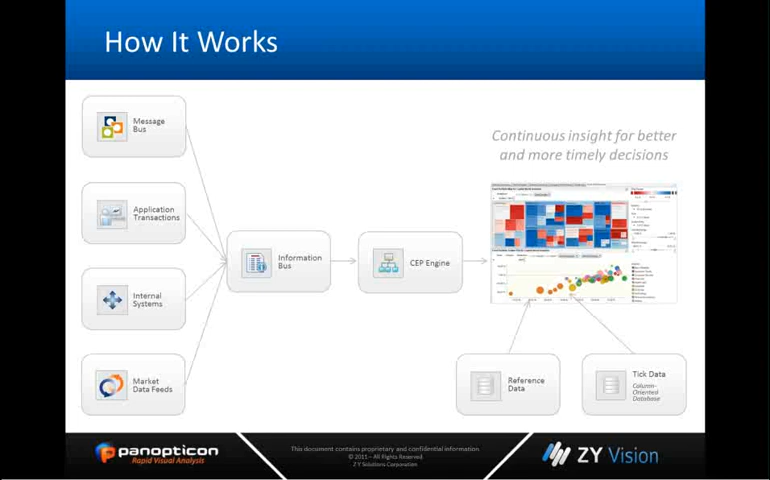 How It Works
Message
Bus
Application
Transactions
Internal
Systems
Market
Data Feeds
Information
Bus
CEP Engine
Continuous insight for better
and more timely decisions
Reference
Data
Tick Data
Column-
Oriented
Database
panopticon
Rapid Visual Analysis
This document contains proprietary and confidential information.
© 2011 – All Rights Reserved.
ZY Solutions Corporation
ZY Vision